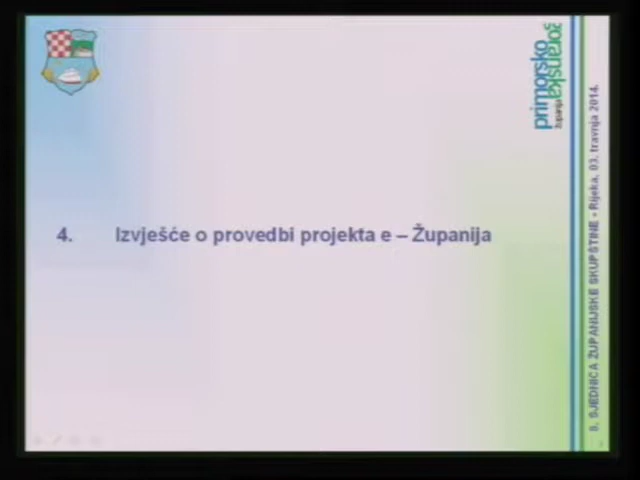 4. Izvješće o provedbi projekta e – Županija
primorsko
goranska
županija
8. SJEDNICA ŽUPANIJSKE SKUPŠTINE - Rijeka, 03. travnja 2014.